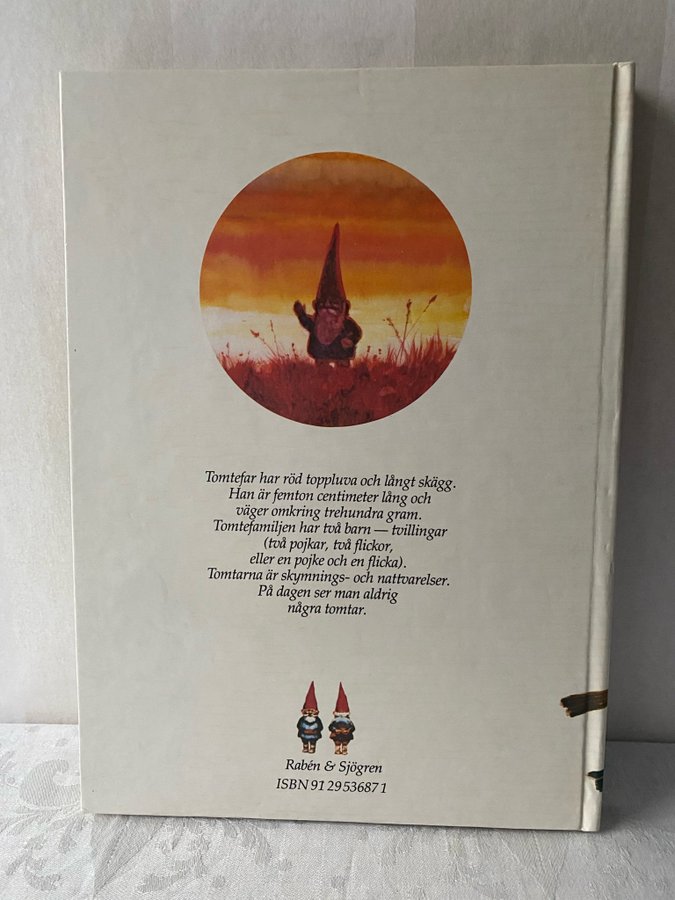 Tomtefar har röd toppluva och långt skägg.
Han är femton centimeter lång och
väger omkring trehundra gram.
Tomtefamiljen har två barn — tvillingar
(två pojkar, två flickor,
eller en pojke och en flicka).
Tomtarna är skymnings- och nattvarelser.
På dagen ser man aldrig
några tomtar.
Rabén & Sjögren
ISBN 91 29 53687 1